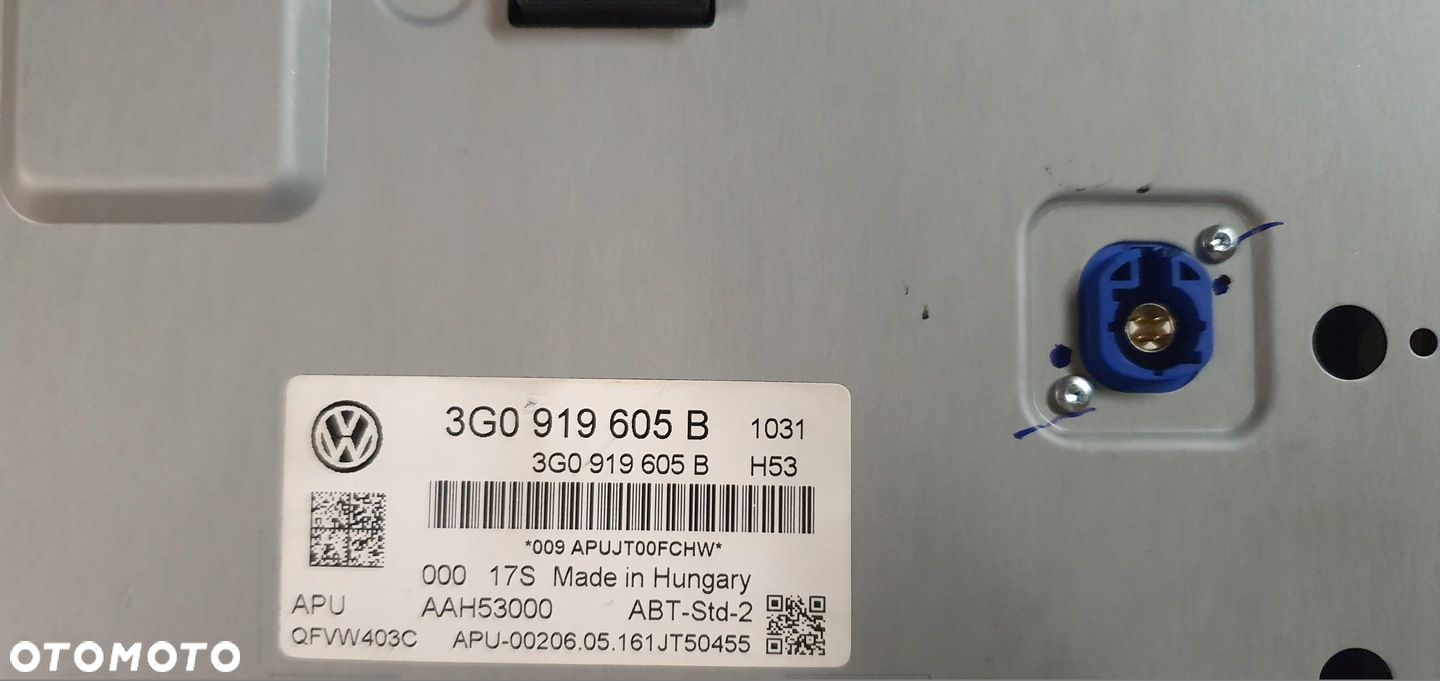 3G0 919 605 B 1031
3G0 919 605 B H53
*009 APUJT00FCHW*
000 17S Made in Hungary
APU AAH53000 ABT-Std-2
QFVW403C APU-00206.05.161JT50455
OTOMOTO